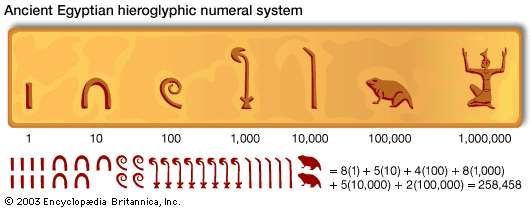 Ancient Egyptian hieroglyphic numeral system
1 10 100 1,000 10,000 100,000 1,000,000
= 8(1) + 5(10) + 4(100) + 8(1,000)
+ 5(10,000) + 2(100,000) = 258,458
© 2003 Encyclopædia Britannica, Inc.